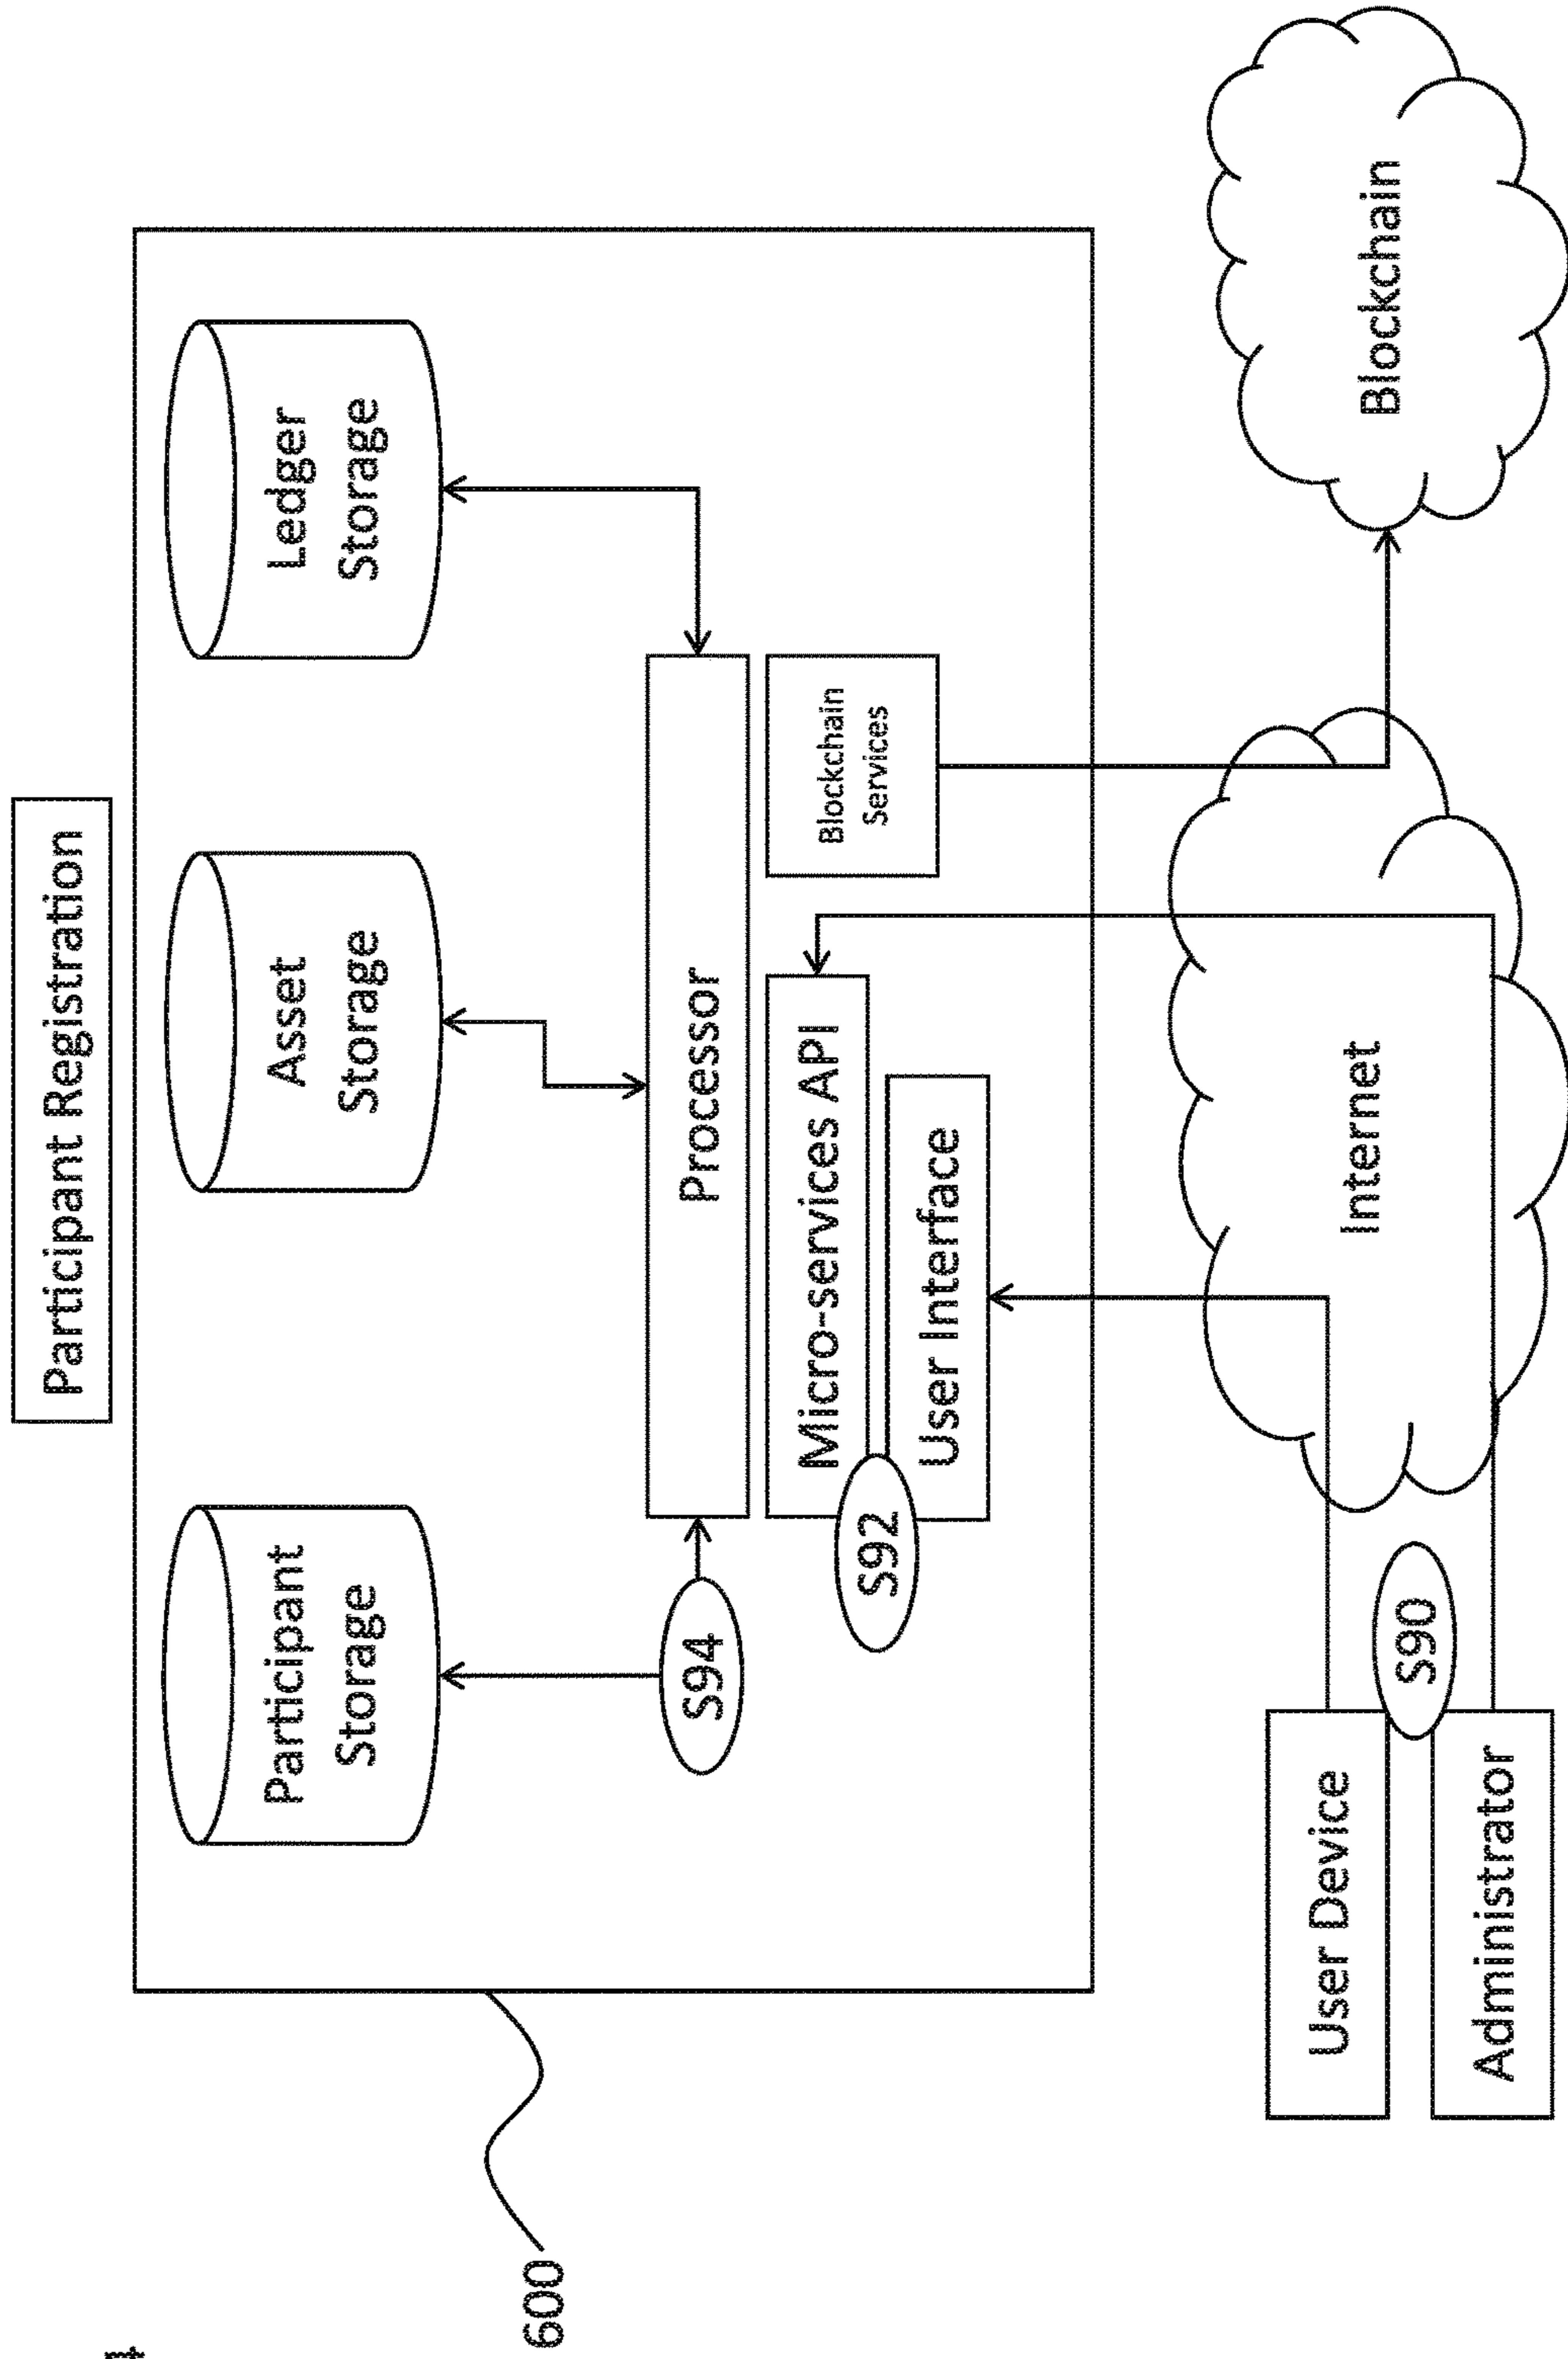 Participant Registration
Participant
Storage
Asset
Storage
Ledger
Storage
S94
Processor
600
Micro-services API
Blockchain
Services
S92
User Interface
User Device
S90
Administrator
Internet
Blockchain